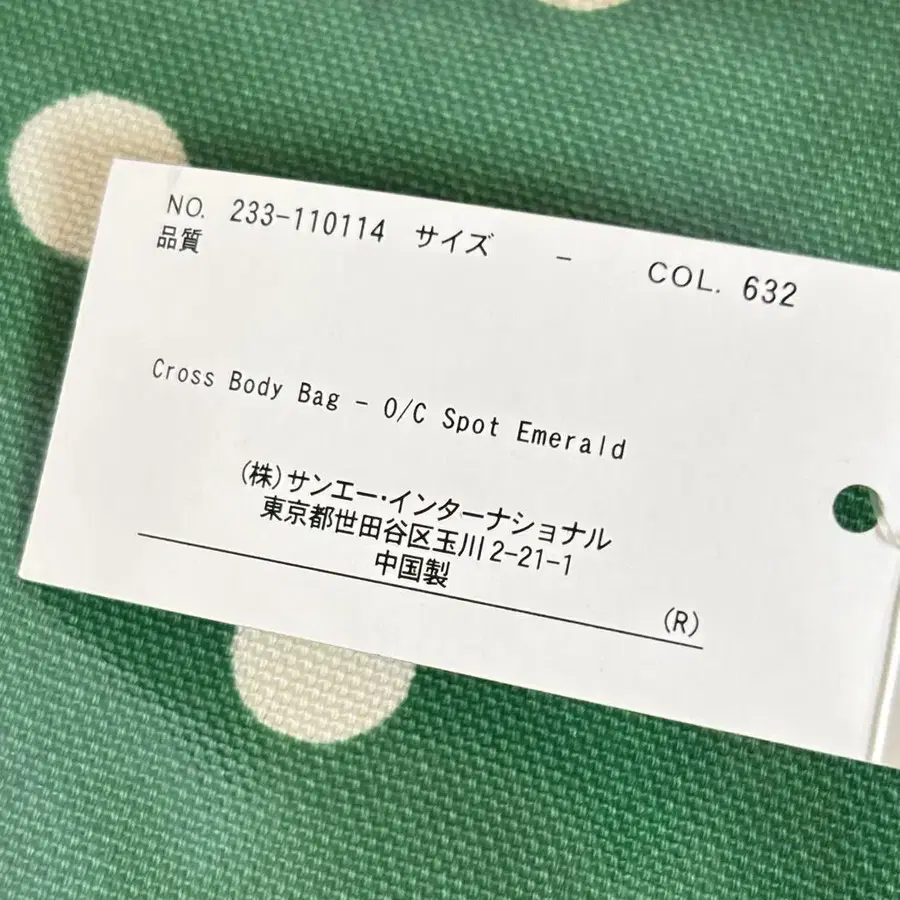 NO. 233-110114 サイズ - COL. 632
品質
Cross Body Bag - O/C Spot Emerald
(株)サンエー・インターナショナル
東京都世田谷区玉川2-21-1
中国製
(R)